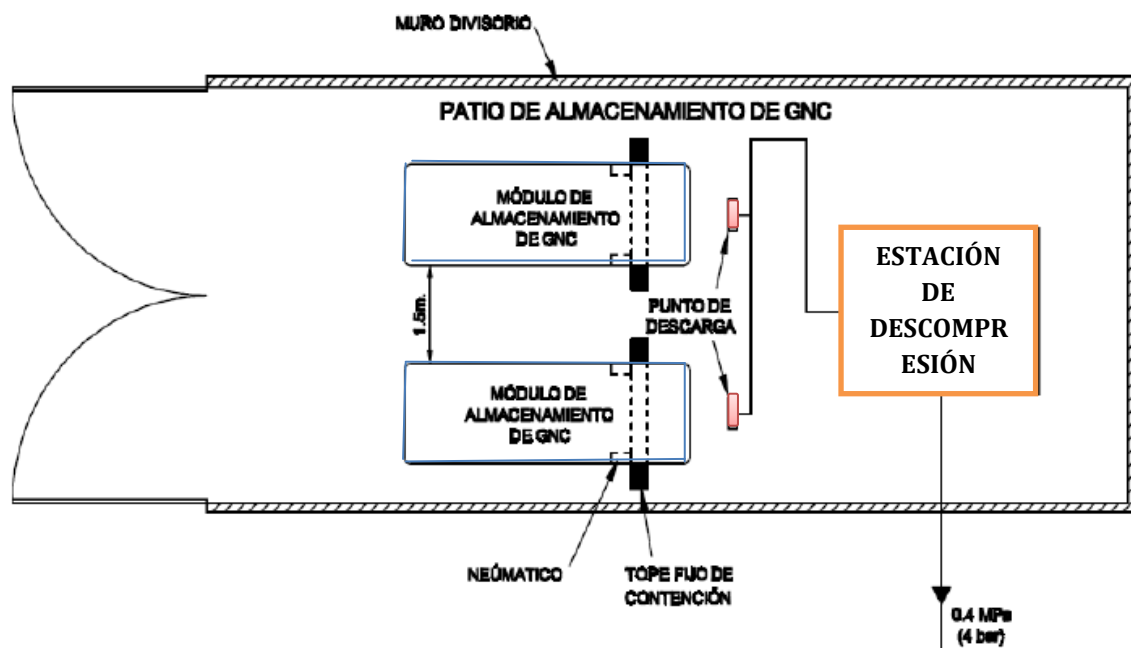 MURO DIVISORIO
PATIO DE ALMACENAMIENTO DE GNC
MÓDULO DE
ALMACENAMIENTO
DE GNC
1.5m.
PUNTO DE
DESCARGA
ESTACIÓN
DE
DESCOMPR
ESIÓN
MÓDULO DE
ALMACENAMIENTO
DE GNC
NEÚMATICO
TOPE FIJO DE
CONTENCIÓN
0.4 MPa
(4 bar)